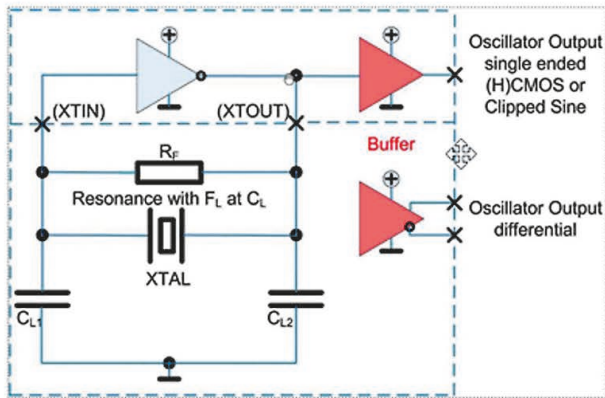 Oscillator Output
single ended
(H)CMOS or
Clipped Sine
(XTIN)
(XTOUT)
Buffer
RF
Resonance with FL at CL
XTAL
Oscillator Output
differential
CL1
CL2